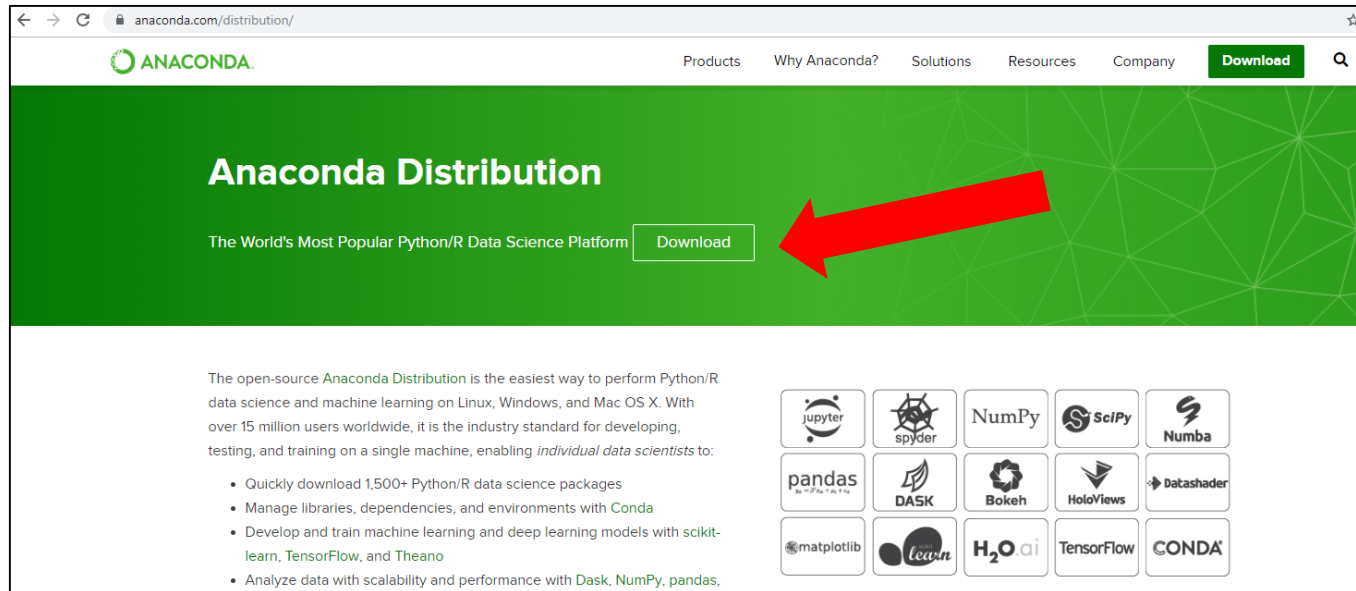 anaconda.com/distribution/
ANACONDA.
Products Why Anaconda? Solutions Resources Company Download
Anaconda Distribution
The World's Most Popular Python/R Data Science Platform Download
The open-source Anaconda Distribution is the easiest way to perform Python/R
data science and machine learning on Linux, Windows, and Mac OS X. With
over 15 million users worldwide, it is the industry standard for developing,
testing, and training on a single machine, enabling individual data scientists to:
• Quickly download 1,500+ Python/R data science packages
• Manage libraries, dependencies, and environments with Conda
• Develop and train machine learning and deep learning models with scikit-
learn, TensorFlow, and Theano
• Analyze data with scalability and performance with Dask, NumPy, pandas,
jupyter spyder NumPy SciPy Numba
pandas DASK Bokeh HoloViews Datashader
matplotlib learn H₂O.ai TensorFlow CONDA